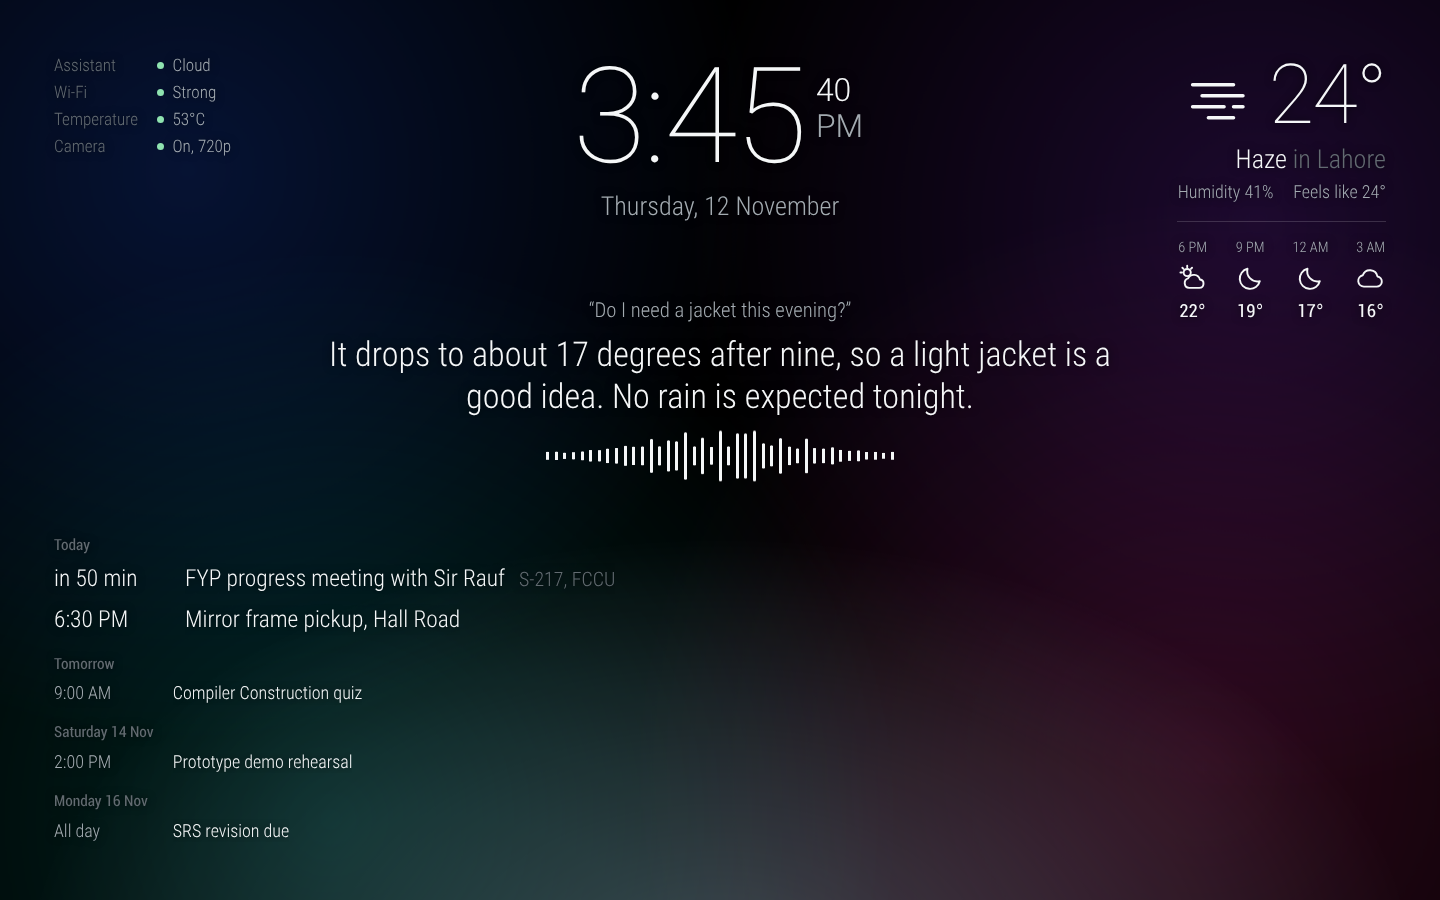 Assistant Cloud
Wi-Fi Strong
Temperature 53°C
Camera On, 720p
3:45 40 PM
Thursday, 12 November
24°
Haze in Lahore
Humidity 41% Feels like 24°
6 PM 9 PM 12 AM 3 AM
22° 19° 17° 16°
“Do I need a jacket this evening?”
It drops to about 17 degrees after nine, so a light jacket is a
good idea. No rain is expected tonight.
Today
in 50 min FYP progress meeting with Sir Rauf S-217, FCCU
6:30 PM Mirror frame pickup, Hall Road
Tomorrow
9:00 AM Compiler Construction quiz
Saturday 14 Nov
2:00 PM Prototype demo rehearsal
Monday 16 Nov
All day SRS revision due